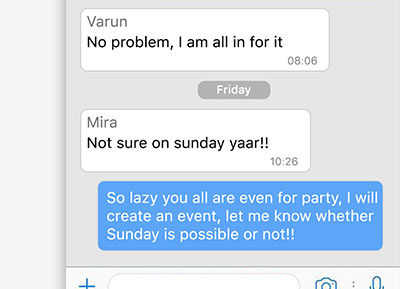 Varun
No problem, I am all in for it
08:06
Friday
Mira
Not sure on sunday yaar!!
10:26
So lazy you all are even for party, I will
create an event, let me know whether
Sunday is possible or not!!